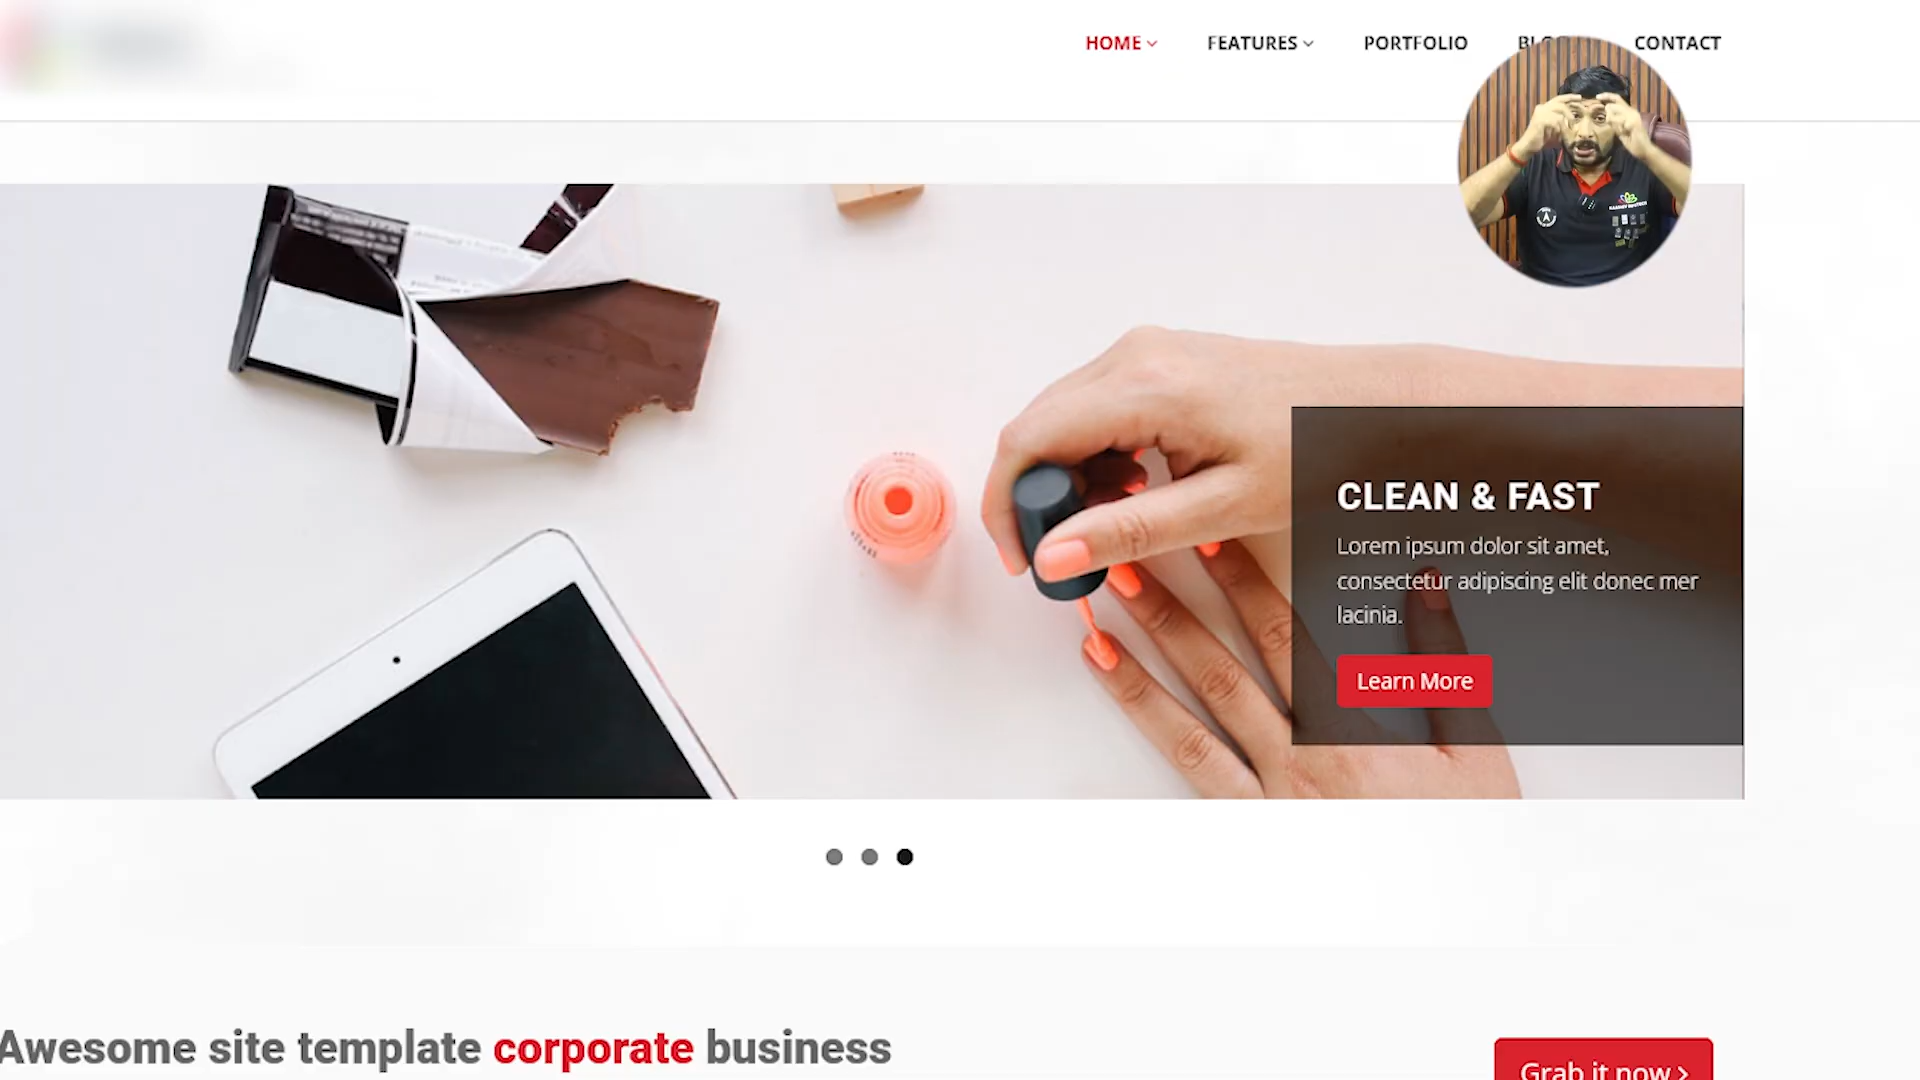 HOME
FEATURES
PORTFOLIO
CONTACT
CLEAN & FAST
Lorem ipsum dolor sit amet,
consectetur adipiscing elit donec mer
lacinia.
Learn More
Awesome site template corporate business
Grab it now